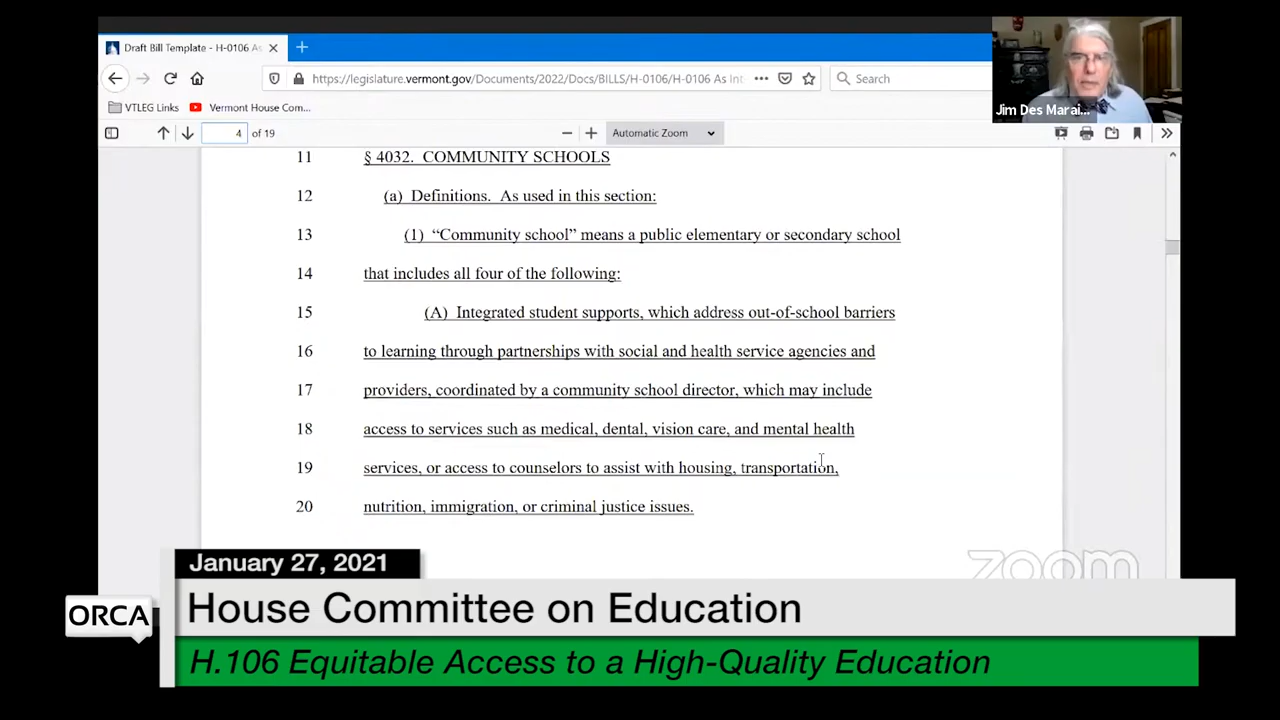 Draft Bill Template - H-0106 As
https://legislature.vermont.gov/Documents/2022/Docs/BILLS/H-0106/H-0106 As Int
Search
VTLEG Links
Vermont House Com...
Jim Des Marai...
4 of 19
Automatic Zoom
11 § 4032. COMMUNITY SCHOOLS
12 (a) Definitions. As used in this section:
13 (1) “Community school” means a public elementary or secondary school
14 that includes all four of the following:
15 (A) Integrated student supports, which address out-of-school barriers
16 to learning through partnerships with social and health service agencies and
17 providers, coordinated by a community school director, which may include
18 access to services such as medical, dental, vision care, and mental health
19 services, or access to counselors to assist with housing, transportation,
20 nutrition, immigration, or criminal justice issues.
zoom
January 27, 2021
ORCA
House Committee on Education
H.106 Equitable Access to a High-Quality Education